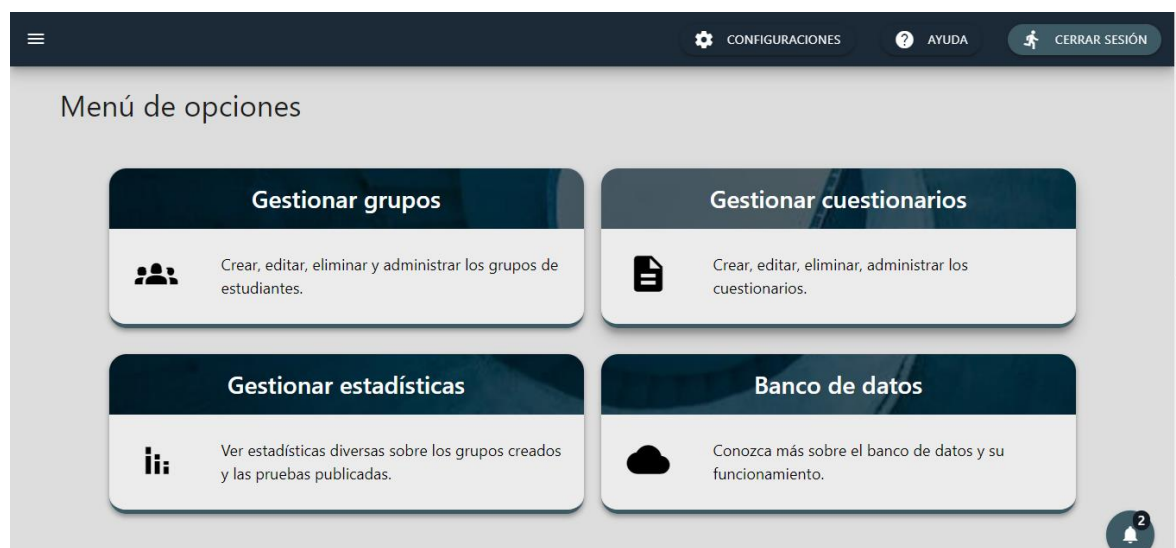 CONFIGURACIONES
AYUDA
CERRAR SESIÓN
Menú de opciones
Gestionar grupos
Crear, editar, eliminar y administrar los grupos de
estudiantes.
Gestionar cuestionarios
Crear, editar, eliminar, administrar los
cuestionarios.
Gestionar estadísticas
Ver estadísticas diversas sobre los grupos creados
y las pruebas publicadas.
Banco de datos
Conozca más sobre el banco de datos y su
funcionamiento.
2